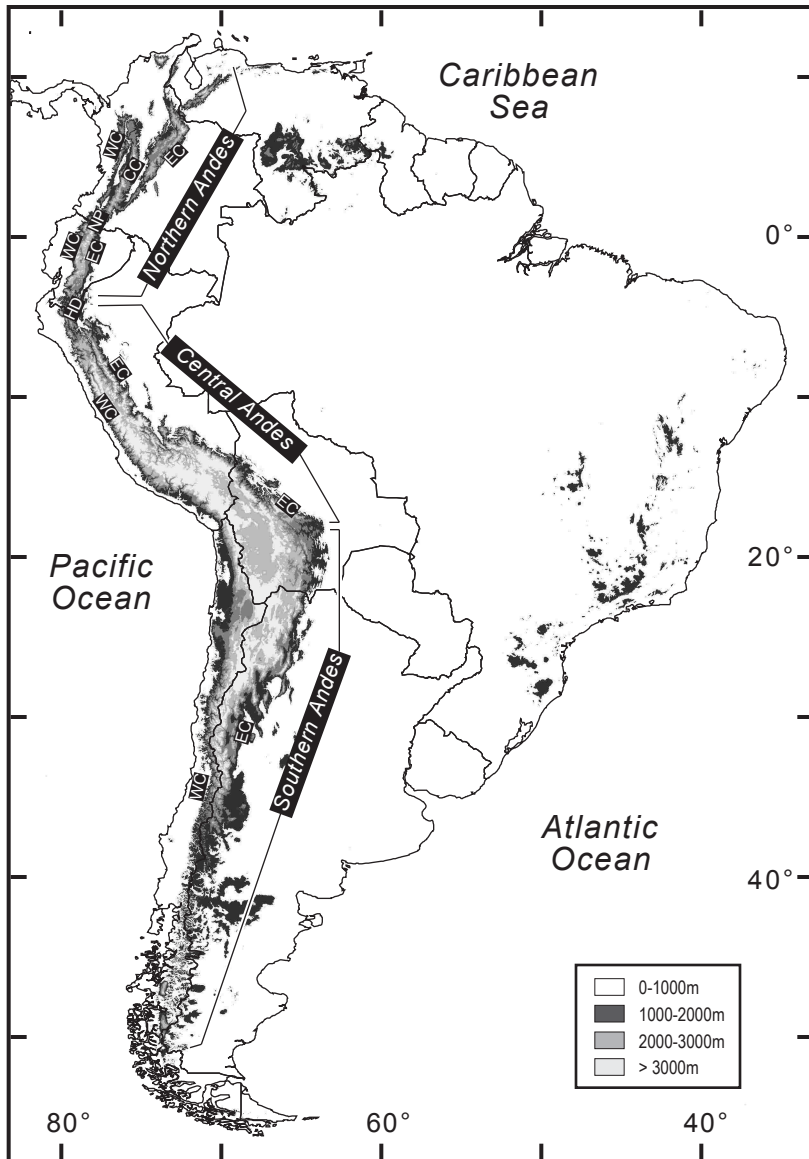 Caribbean
Sea
WC
CC
EC
Northern Andes
NP
WC
EC
0°
HD
EC
Central Andes
WC
EC
Pacific
Ocean
20°
Southern Andes
EC
WC
Atlantic
Ocean
40°
0-1000m
1000-2000m
2000-3000m
> 3000m
80°
60°
40°